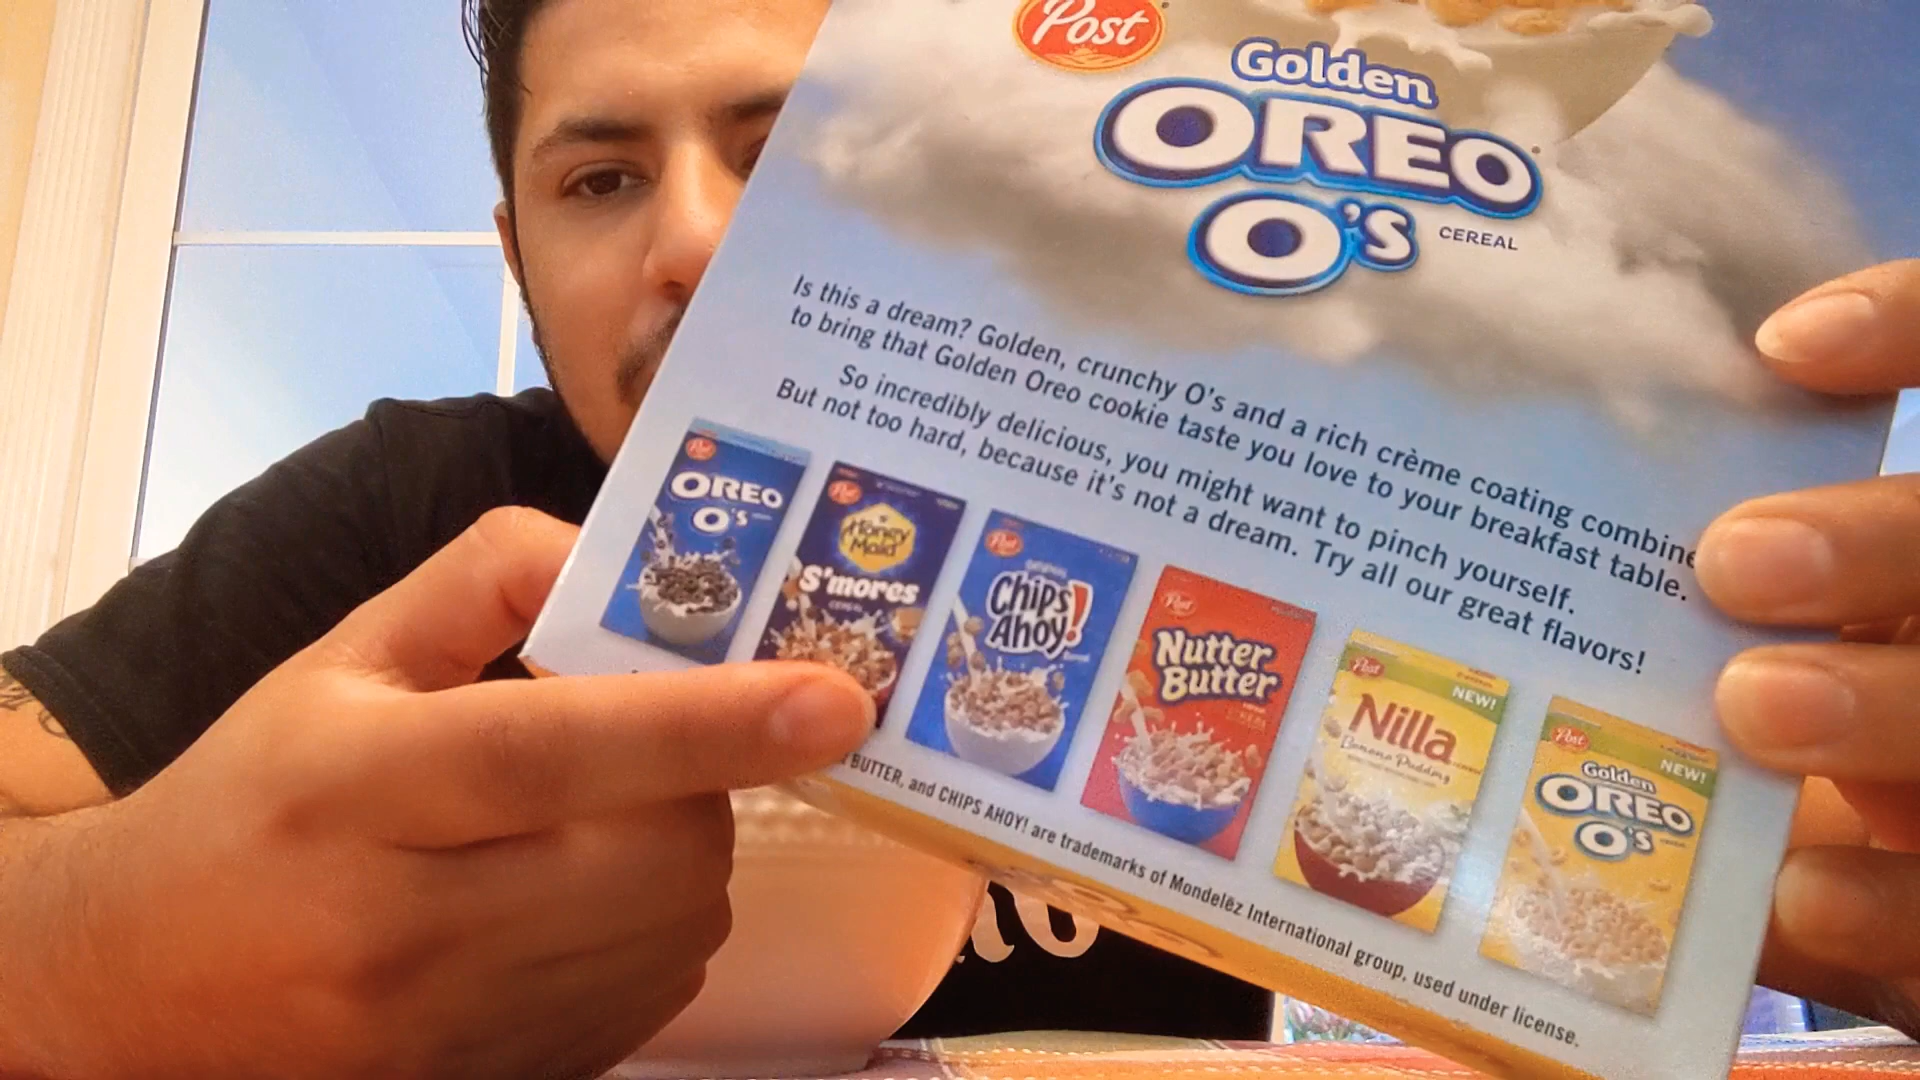 Post
Golden
OREO
O'S CEREAL
Is this a dream? Golden, crunchy O's and a rich crème coating combine
to bring that Golden Oreo cookie taste you love to your breakfast table.
So incredibly delicious, you might want to pinch yourself.
But not too hard, because it's not a dream. Try all our great flavors!
Post
OREO
O's
Post
Honey
Maid
S'mores
CEREAL
Post
Chips
Ahoy!
Post
Nutter
Butter
Post
NEW!
Nilla
Banana Pudding
Post
NEW!
Golden
OREO
O's
BUTTER, and CHIPS AHOY! are trademarks of Mondelēz International group, used under license.